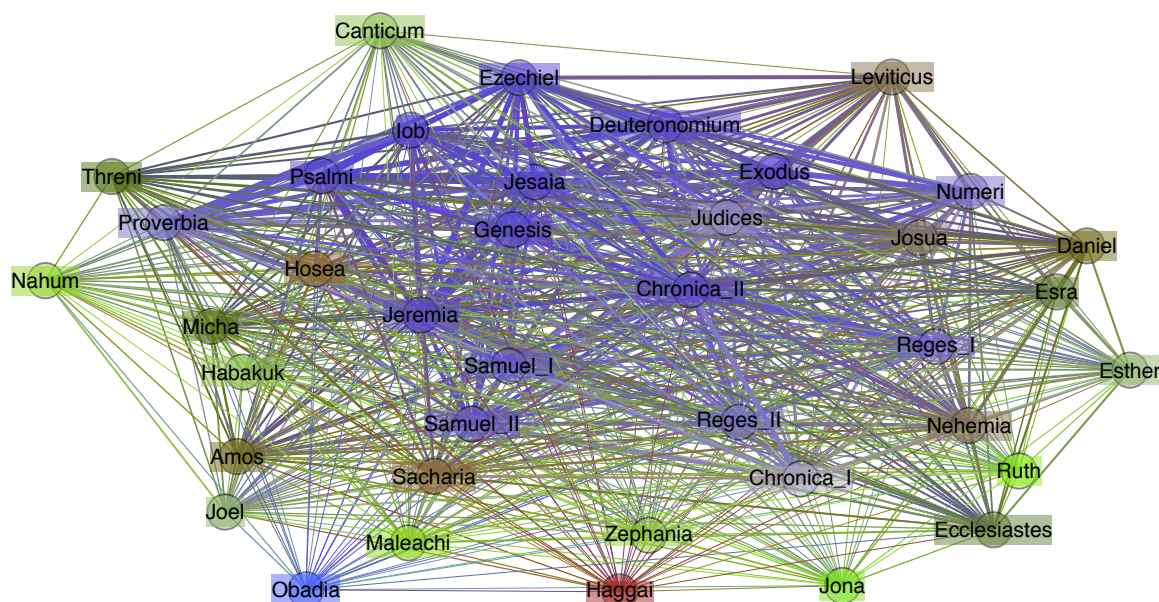 Canticum
Ezechiel
Leviticus
Iob
Deuteronomium
Threni
Psalmi
Jesaia
Exodus
Numeri
Proverbia
Genesis
Judices
Josua
Daniel
Nahum
Hosea
Chronica_II
Esra
Micha
Jeremia
Reges_I
Habakuk
Samuel_I
Esther
Samuel_II
Reges_II
Nehemia
Amos
Sacharia
Chronica_I
Ruth
Joel
Maleachi
Zephania
Ecclesiastes
Obadia
Haggai
Jona